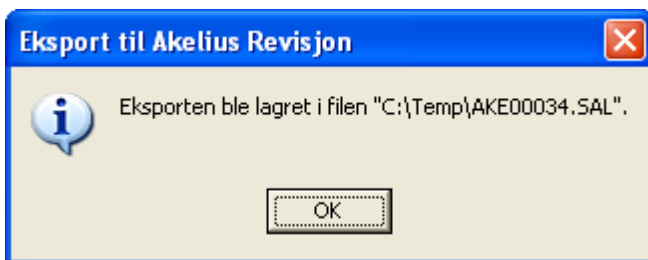 Eksport til Akelius Revisjon
Eksporten ble lagret i filen "C:\Temp\AKE00034.SAL".
OK